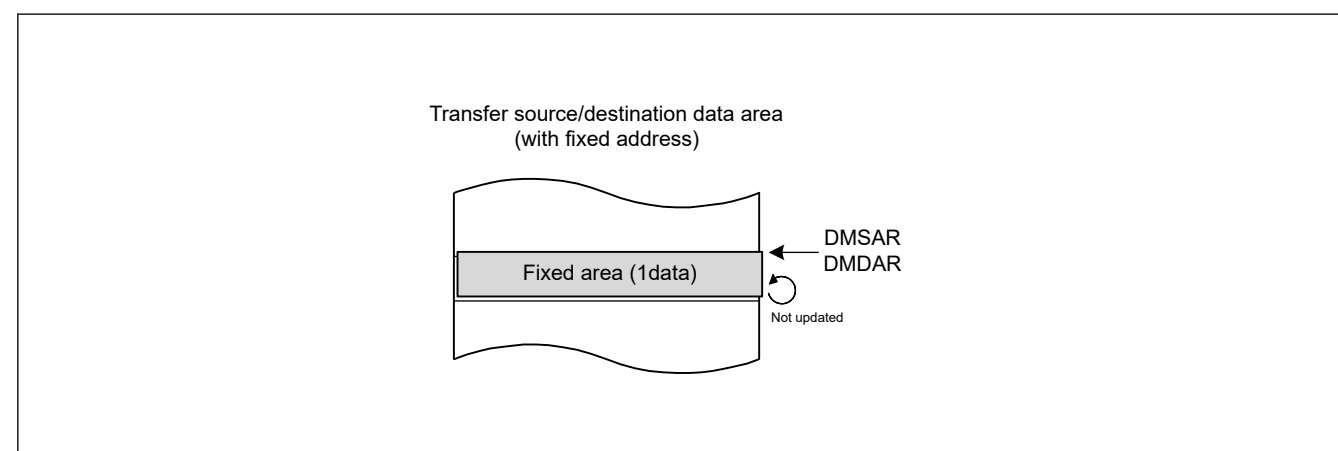 Transfer source/destination data area
(with fixed address)
DMSAR
DMDAR
Fixed area (1data)
Not updated